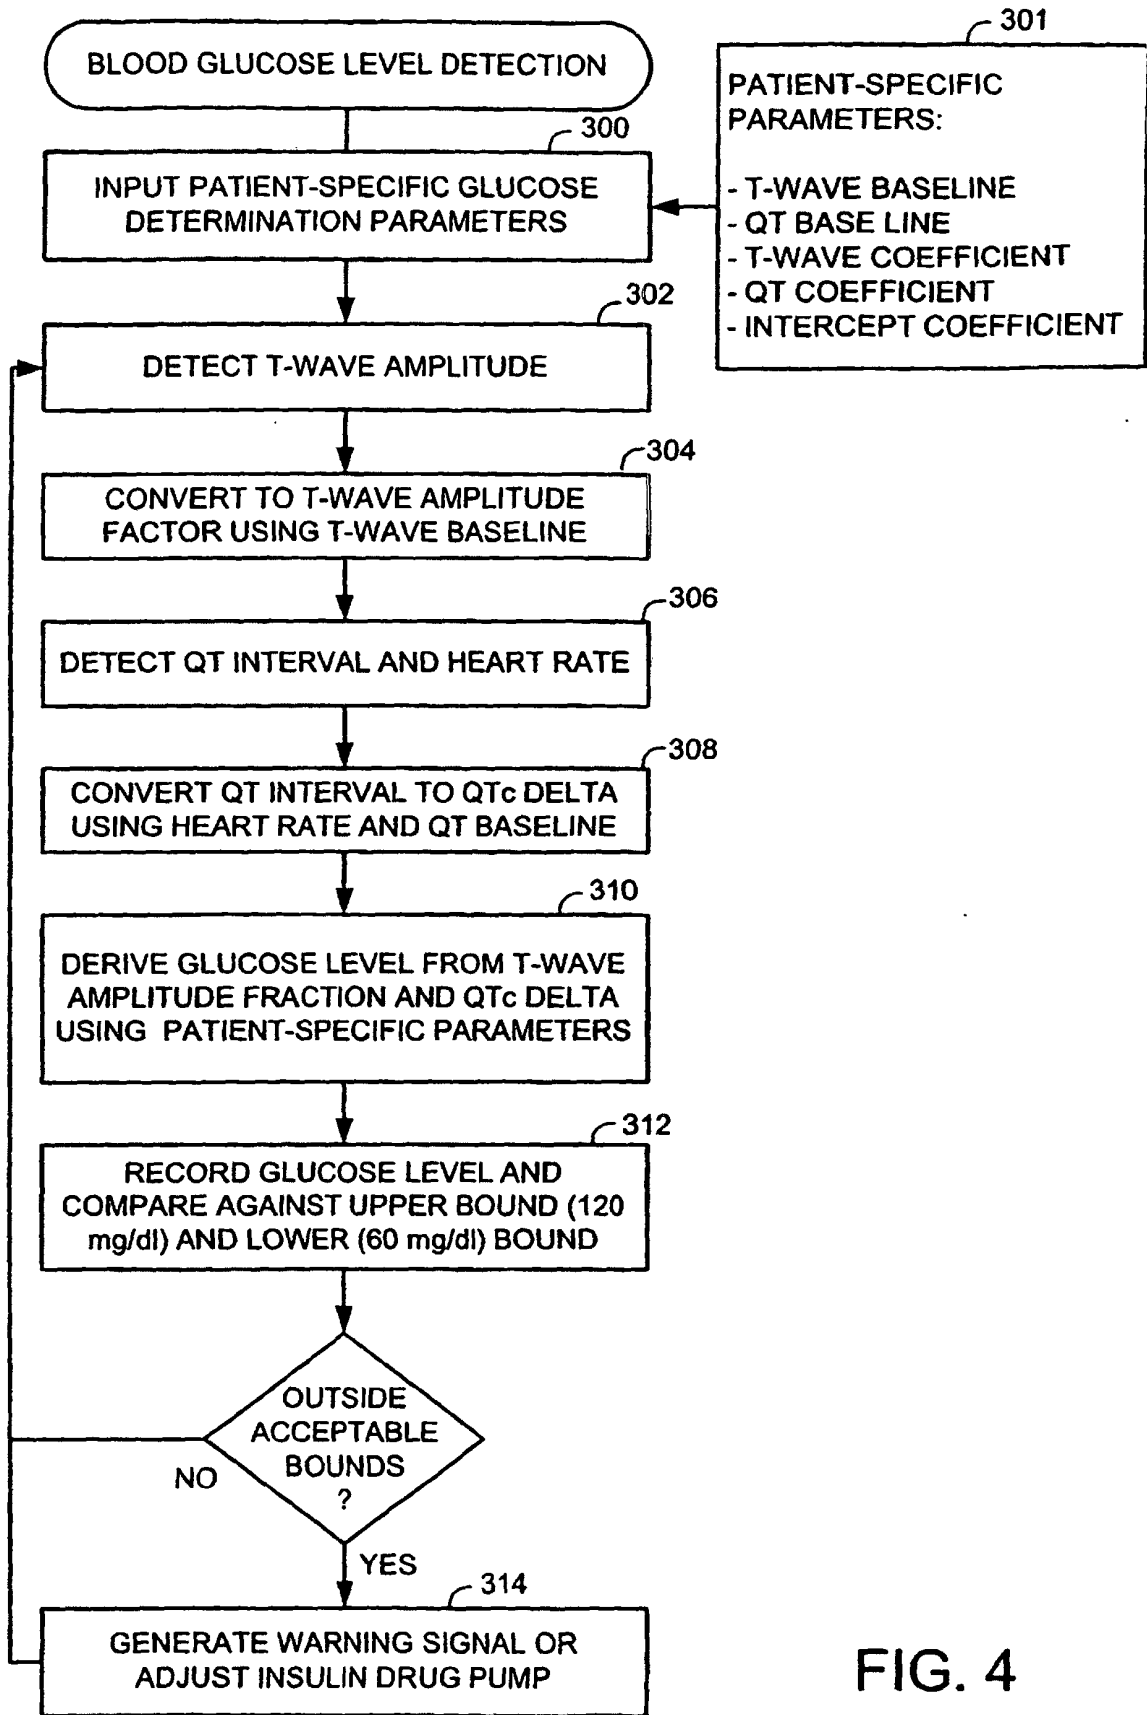 BLOOD GLUCOSE LEVEL DETECTION
300
INPUT PATIENT-SPECIFIC GLUCOSE
DETERMINATION PARAMETERS
301
PATIENT-SPECIFIC
PARAMETERS:
- T-WAVE BASELINE
- QT BASE LINE
- T-WAVE COEFFICIENT
- QT COEFFICIENT
- INTERCEPT COEFFICIENT
302
DETECT T-WAVE AMPLITUDE
304
CONVERT TO T-WAVE AMPLITUDE
FACTOR USING T-WAVE BASELINE
306
DETECT QT INTERVAL AND HEART RATE
308
CONVERT QT INTERVAL TO QTc DELTA
USING HEART RATE AND QT BASELINE
310
DERIVE GLUCOSE LEVEL FROM T-WAVE
AMPLITUDE FRACTION AND QTc DELTA
USING PATIENT-SPECIFIC PARAMETERS
312
RECORD GLUCOSE LEVEL AND
COMPARE AGAINST UPPER BOUND (120
mg/dl) AND LOWER (60 mg/dl) BOUND
OUTSIDE
ACCEPTABLE
BOUNDS
?
NO
YES
314
GENERATE WARNING SIGNAL OR
ADJUST INSULIN DRUG PUMP
FIG. 4